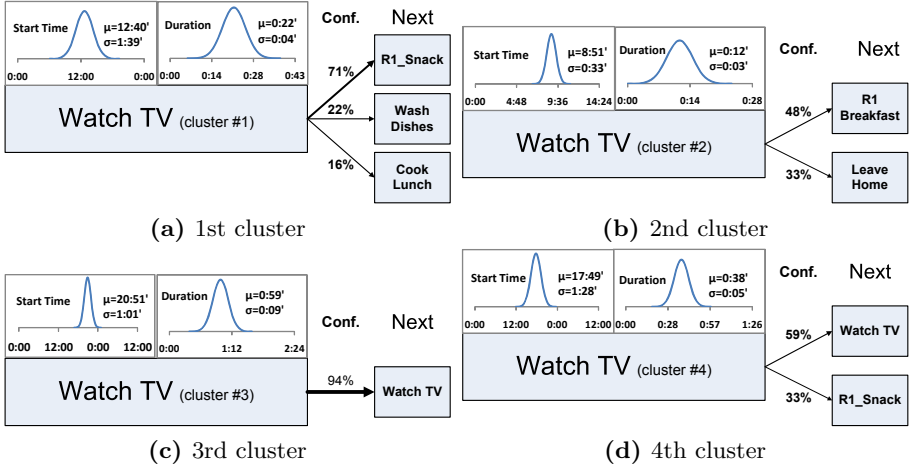 Start Time
μ=12:40'
σ=1:39'
0:00 12:00 0:00
Duration
μ=0:22'
σ=0:04'
0:00 0:14 0:28 0:43
Conf.
Next
Watch TV (cluster #1)
71%
R1_Snack
22%
Wash
Dishes
16%
Cook
Lunch
(a) 1st cluster
Start Time
μ=8:51'
σ=0:33'
0:00 4:48 9:36 14:24
Duration
μ=0:12'
σ=0:03'
0:00 0:14 0:28
Conf.
Next
Watch TV (cluster #2)
48%
R1
Breakfast
33%
Leave
Home
(b) 2nd cluster
Start Time
μ=20:51'
σ=1:01'
0:00 12:00 0:00 12:00
Duration
μ=0:59'
σ=0:09'
0:00 1:12 2:24
Conf.
Next
Watch TV (cluster #3)
94%
Watch TV
(c) 3rd cluster
Start Time
μ=17:49'
σ=1:28'
0:00 12:00 0:00 12:00
Duration
μ=0:38'
σ=0:05'
0:00 0:28 0:57 1:26
Conf.
Next
Watch TV (cluster #4)
59%
Watch TV
33%
R1_Snack
(d) 4th cluster